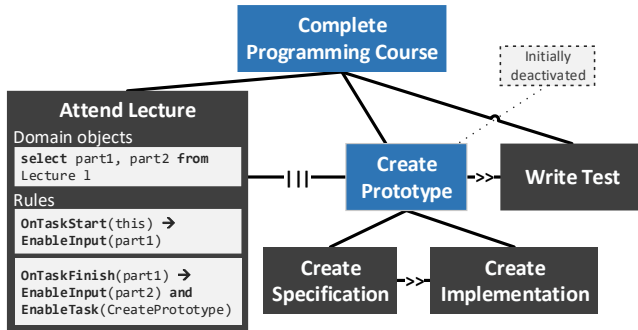 Complete
Programming Course
Initially
deactivated
Attend Lecture
Domain objects
select part1, part2 from
Lecture l
Rules
OnTaskStart(this) →
EnableInput(part1)
OnTaskFinish(part1) →
EnableInput(part2) and
EnableTask(CreatePrototype)
|||
Create
Prototype
>>
Write Test
Create
Specification
>>
Create
Implementation